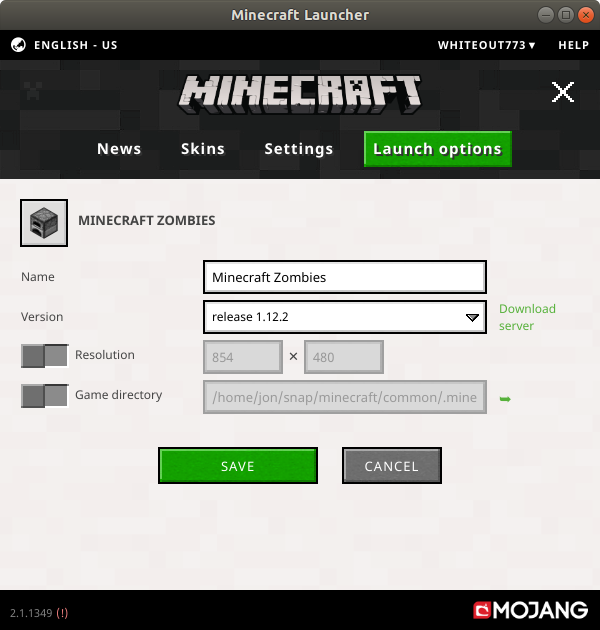 Minecraft Launcher
ENGLISH - US WHITEOUT773 ▾ HELP
MINECRAFT
News Skins Settings Launch options
MINECRAFT ZOMBIES
Name Minecraft Zombies
Version release 1.12.2 Download
server
Resolution 854 × 480
Game directory /home/jon/snap/minecraft/common/.mine
SAVE CANCEL
2.1.1349 (!) MOJANG